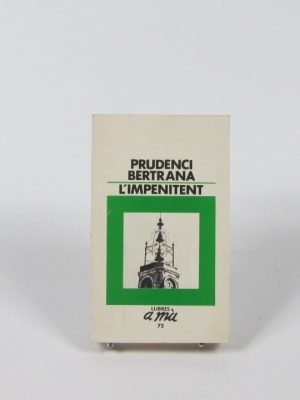 PRUDENCI
BERTRANA
L'IMPENITENT
LLIBRES
a mà
72